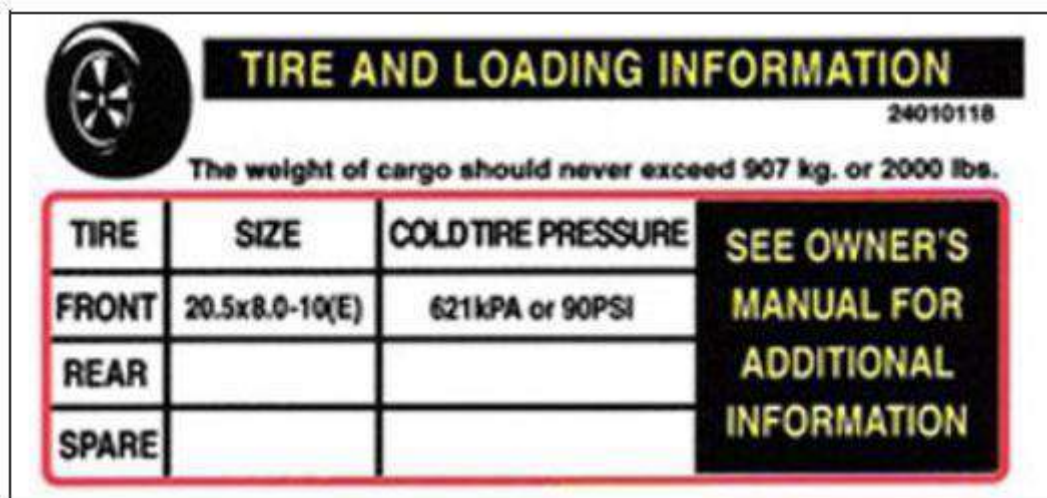 TIRE AND LOADING INFORMATION
24010118
The weight of cargo should never exceed 907 kg. or 2000 lbs.
TIRE SIZE COLD TIRE PRESSURE
FRONT 20.5x8.0-10(E) 621kPA or 90PSI
REAR
SPARE
SEE OWNER'S
MANUAL FOR
ADDITIONAL
INFORMATION